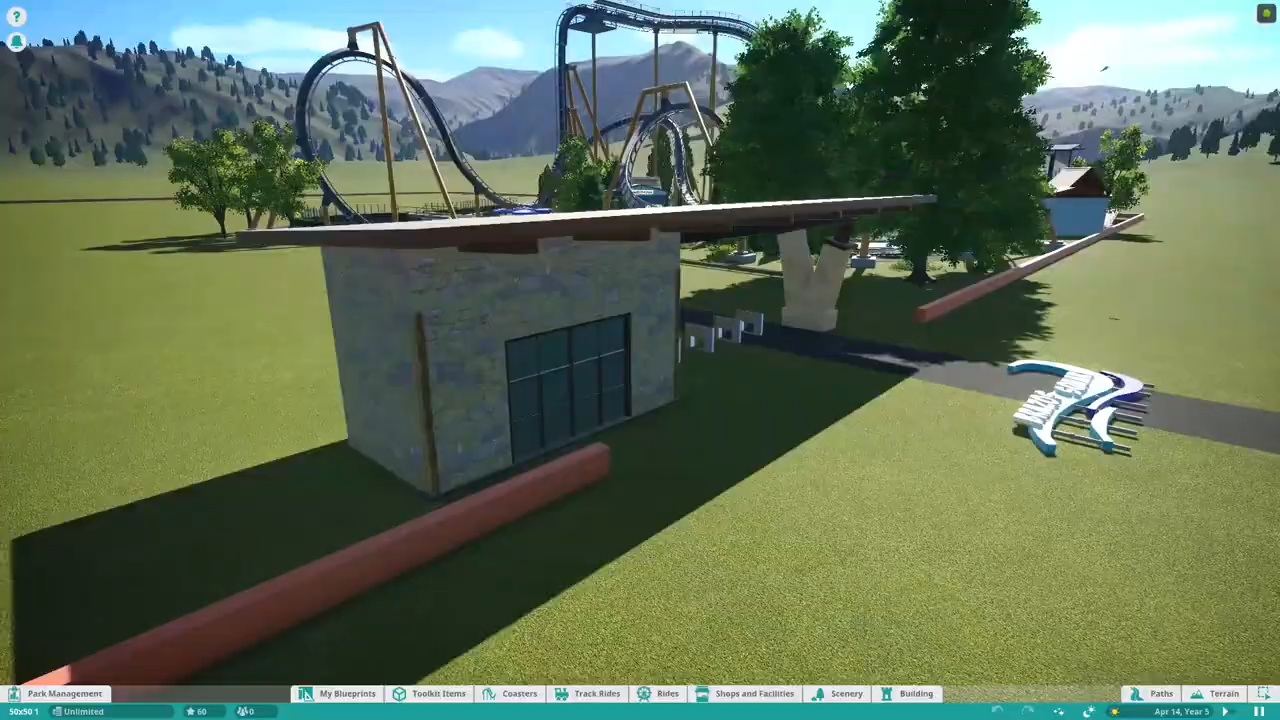 ?
Park Management
My Blueprints
Toolkit Items
Coasters
Track Rides
Rides
Shops and Facilities
Scenery
Building
Paths
Terrain
50x50 1
Unlimited
60
0
Apr 14, Year 5